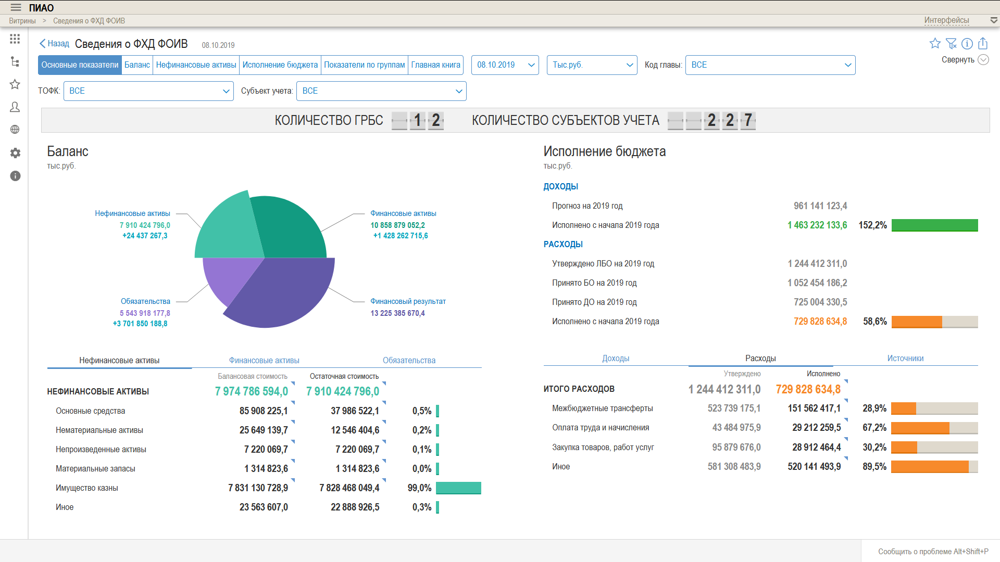 ПИАО
Витрины > Сведения о ФХД ФОИВ
Интерфейсы
Назад Сведения о ФХД ФОИВ 08.10.2019
Свернуть
Основные показатели Баланс Нефинансовые активы Исполнение бюджета Показатели по группам Главная книга 08.10.2019 Тыс.руб. Код главы: ВСЕ
ТОФК: ВСЕ Субъект учета: ВСЕ
КОЛИЧЕСТВО ГРБС 12 КОЛИЧЕСТВО СУБЪЕКТОВ УЧЕТА 227
Баланс
тыс.руб.
Нефинансовые активы
7 910 424 796,0
+24 437 267,3
Финансовые активы
10 858 879 052,2
+1 428 262 715,6
Обязательства
5 543 918 177,8
+3 701 850 188,8
Финансовый результат
13 225 385 670,4
Нефинансовые активы Финансовые активы Обязательства
Балансовая стоимость Остаточная стоимость
НЕФИНАНСОВЫЕ АКТИВЫ 7 974 786 594,0 7 910 424 796,0
Основные средства 85 908 225,1 37 986 522,1 0,5%
Нематериальные активы 25 649 139,7 12 546 404,6 0,2%
Непроизведенные активы 7 220 069,7 7 220 069,7 0,1%
Материальные запасы 1 314 823,6 1 314 823,6 0,0%
Имущество казны 7 831 130 728,9 7 828 468 049,4 99,0%
Иное 23 563 607,0 22 888 926,5 0,3%
Исполнение бюджета
тыс.руб.
ДОХОДЫ
Прогноз на 2019 год 961 141 123,4
Исполнено с начала 2019 года 1 463 232 133,6 152,2%
РАСХОДЫ
Утверждено ЛБО на 2019 год 1 244 412 311,0
Принято БО на 2019 год 1 052 454 186,2
Принято ДО на 2019 год 725 004 330,5
Исполнено с начала 2019 года 729 828 634,8 58,6%
Доходы Расходы Источники
Утверждено Исполнено
ИТОГО РАСХОДОВ 1 244 412 311,0 729 828 634,8
Межбюджетные трансферты 523 739 175,1 151 562 417,1 28,9%
Оплата труда и начисления 43 484 975,9 29 212 259,5 67,2%
Закупка товаров, работ услуг 95 879 676,0 28 912 464,4 30,2%
Иное 581 308 483,9 520 141 493,9 89,5%
Сообщить о проблеме Alt+Shift+P